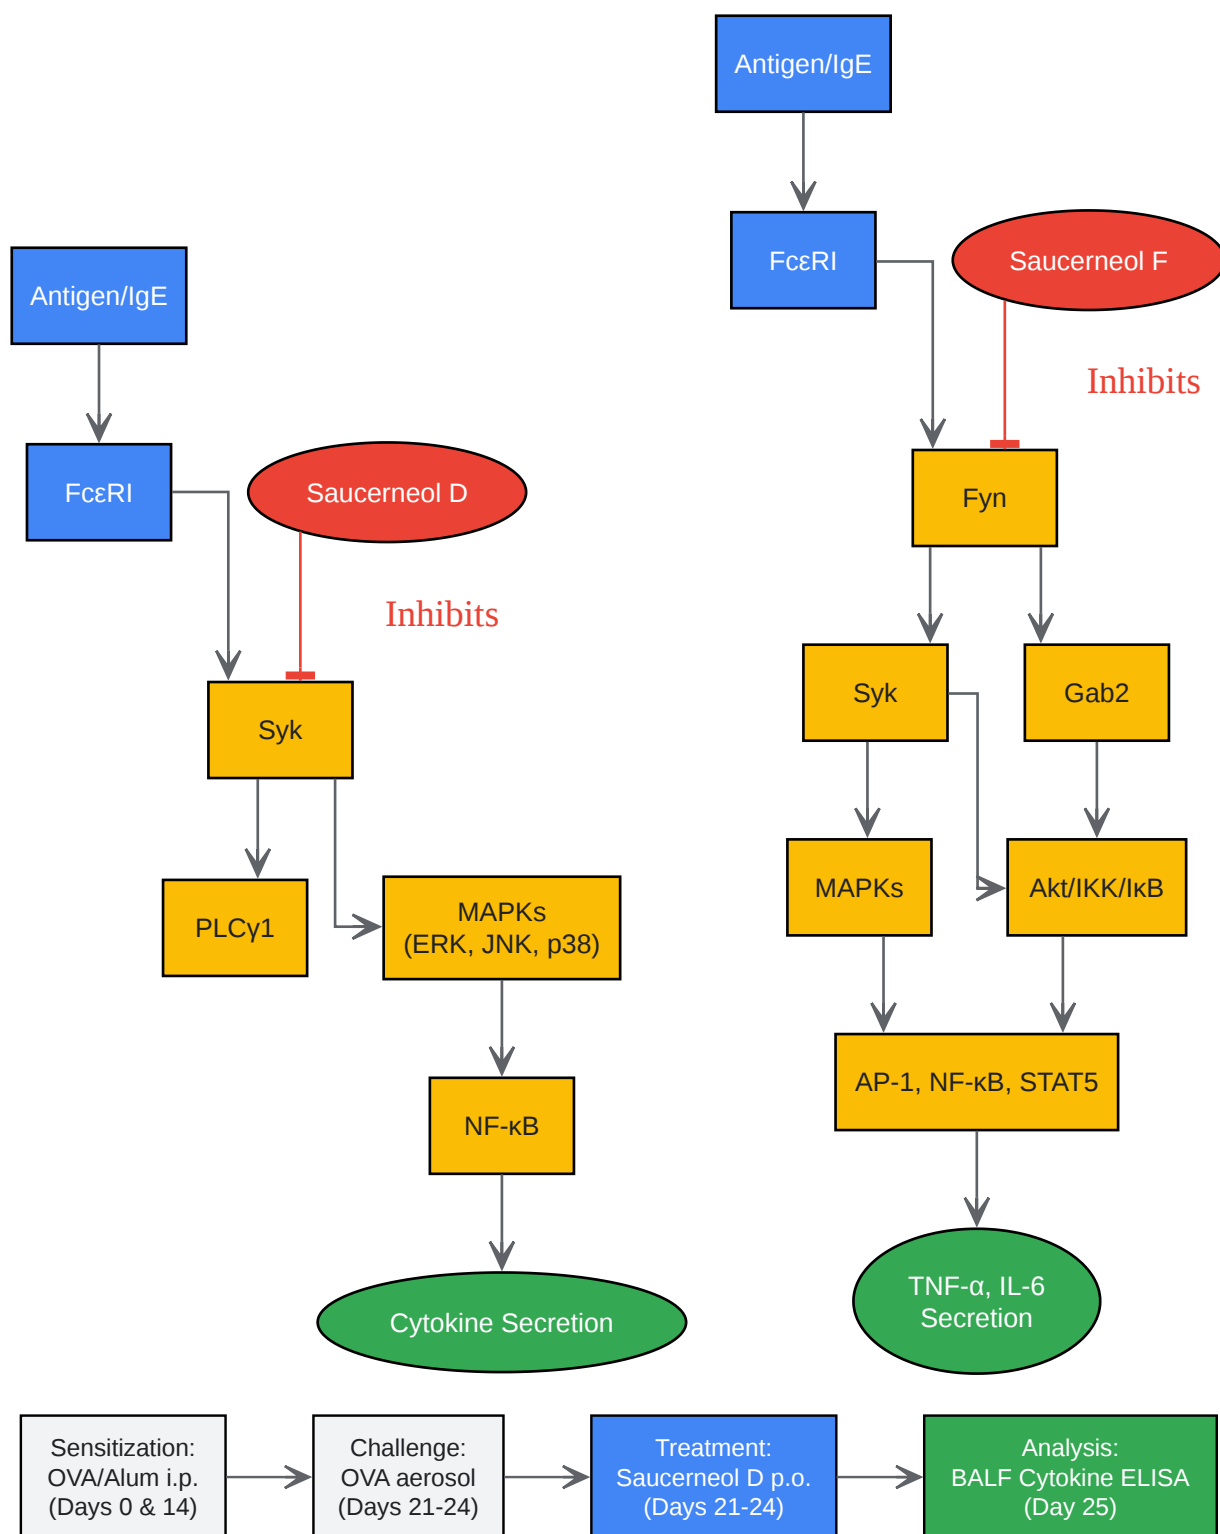 Antigen/IgE
FcεRI
Saucerneol D
Inhibits
Syk
PLCγ1
MAPKs
(ERK, JNK, p38)
NF-κB
Cytokine Secretion
Antigen/IgE
FcεRI
Saucerneol F
Inhibits
Fyn
Syk
Gab2
MAPKs
Akt/IKK/IκB
AP-1, NF-κB, STAT5
TNF-α, IL-6
Secretion
Sensitization:
OVA/Alum i.p.
(Days 0 & 14)
Challenge:
OVA aerosol
(Days 21-24)
Treatment:
Saucerneol D p.o.
(Days 21-24)
Analysis:
BALF Cytokine ELISA
(Day 25)